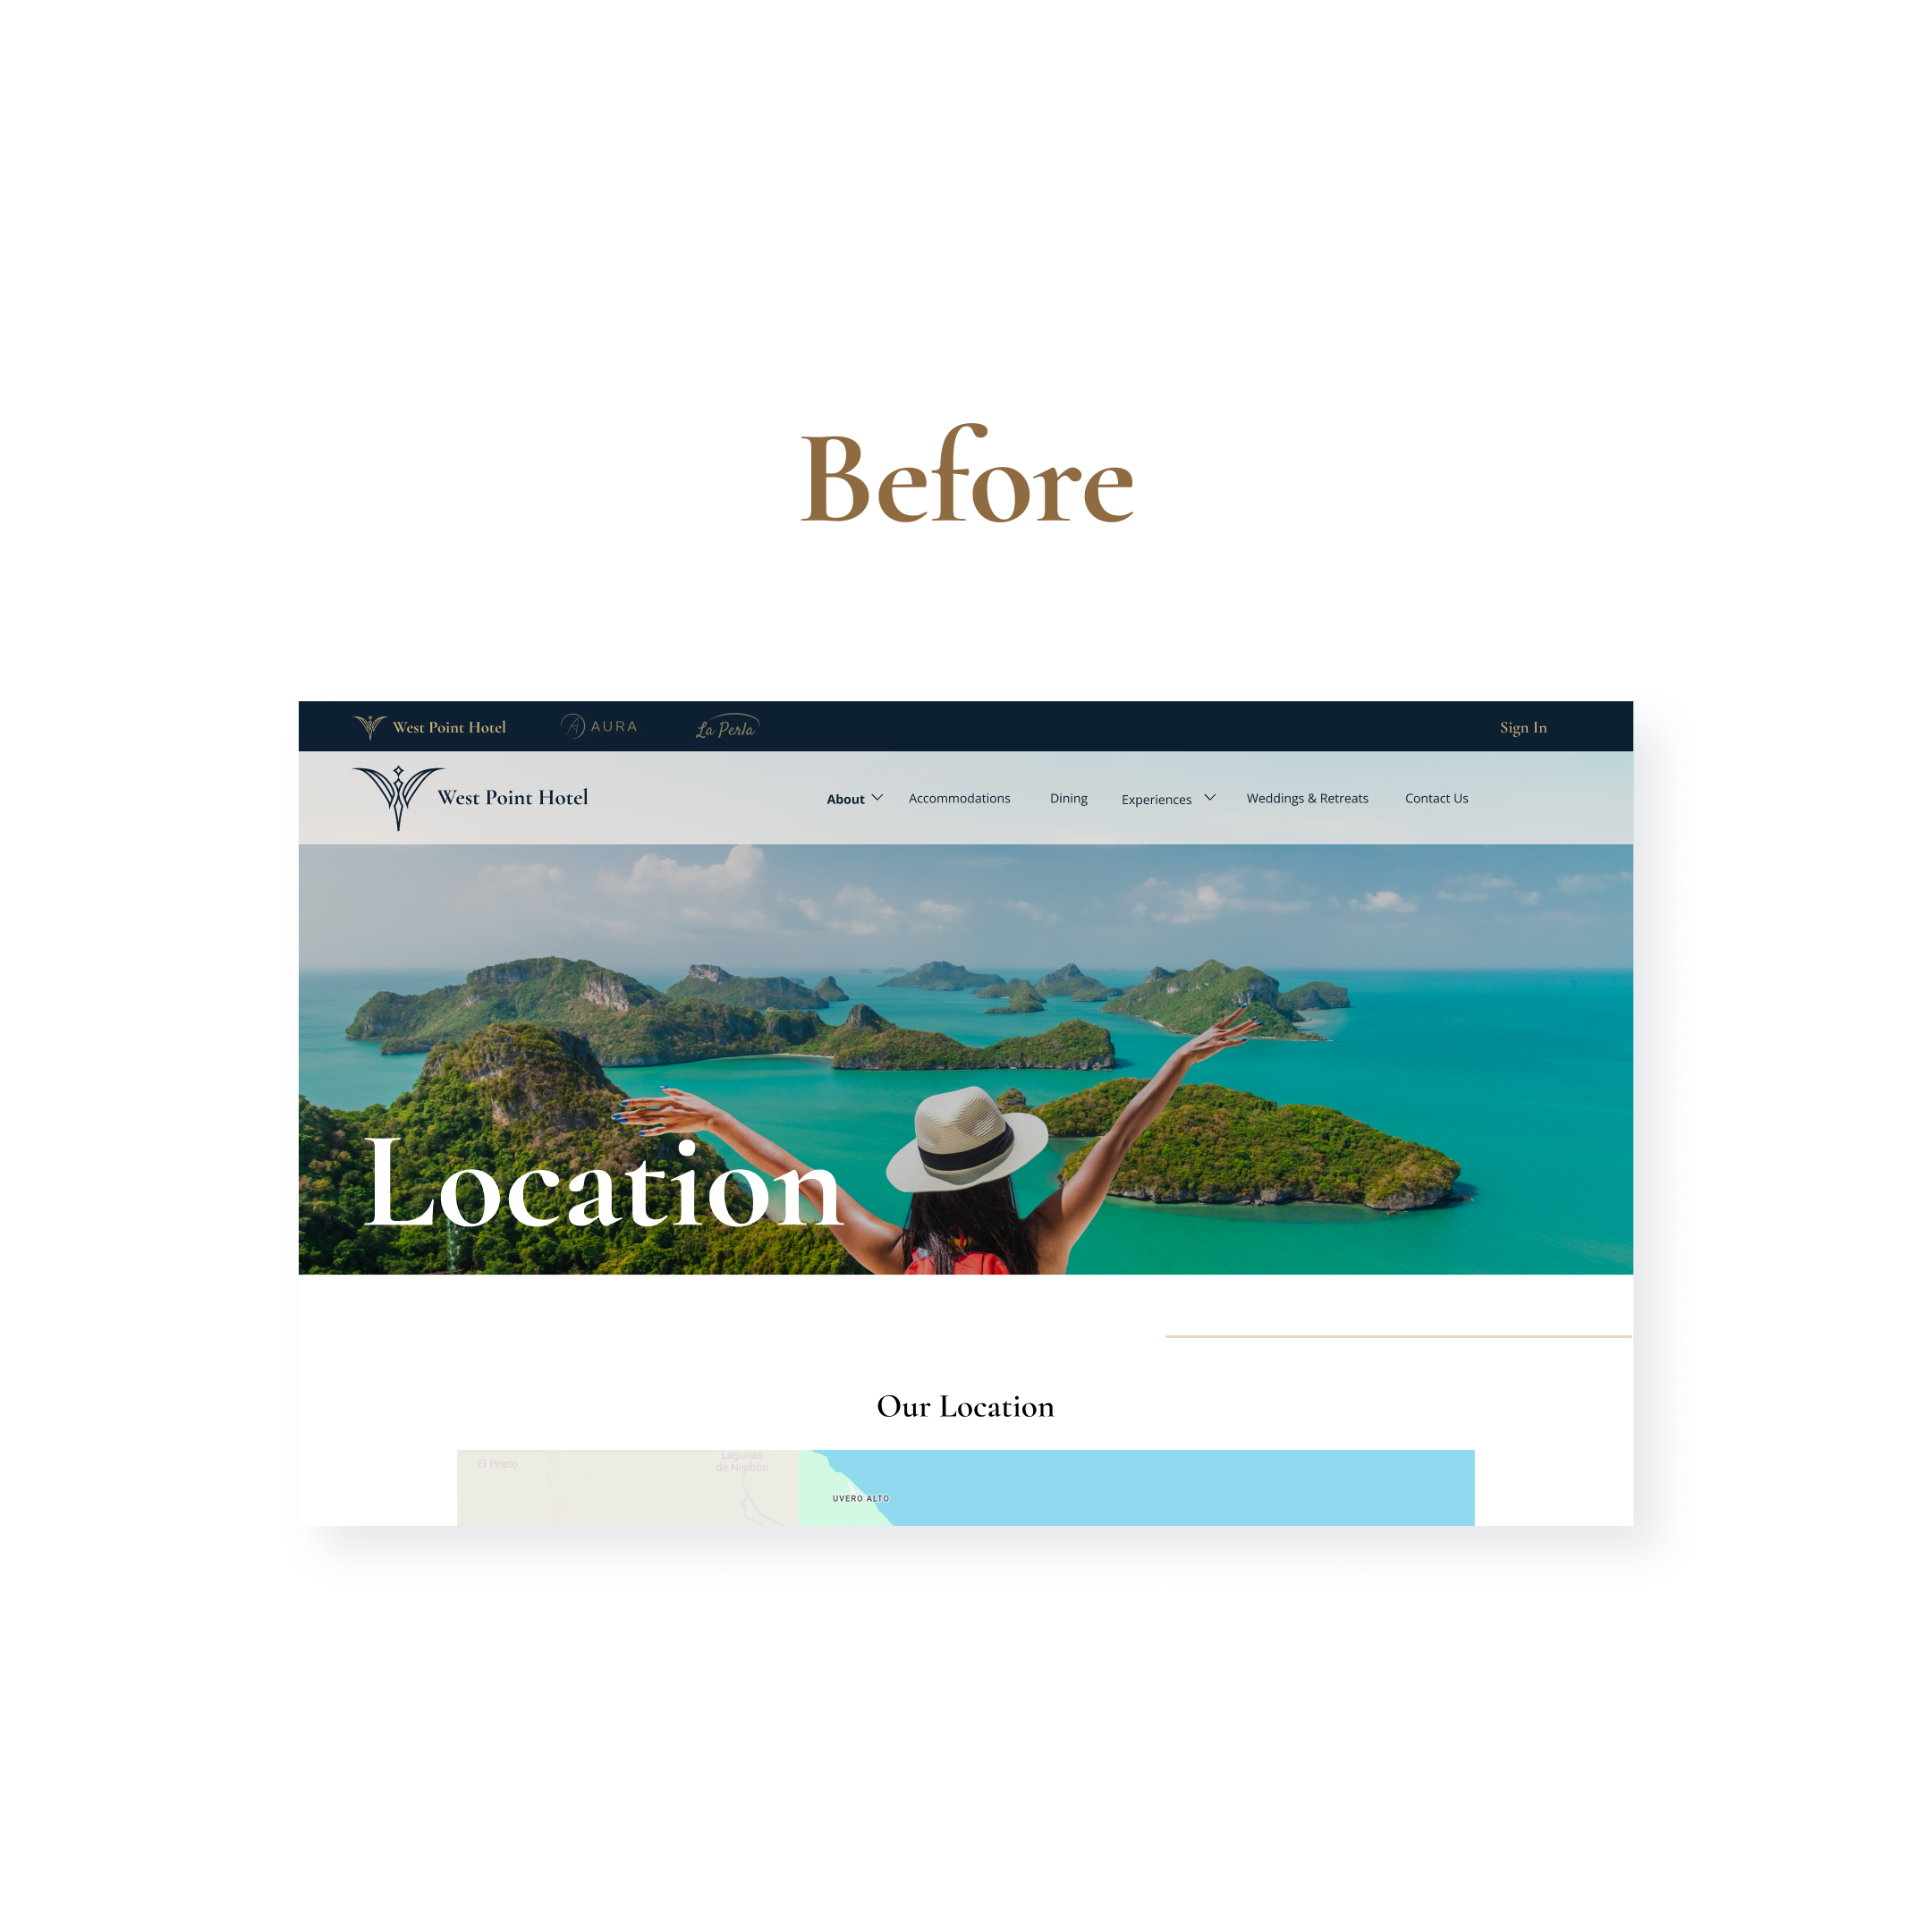 Before
West Point Hotel AURA La Perla Sign In
West Point Hotel About Accommodations Dining Experiences Weddings & Retreats Contact Us
Location
Our Location
El Prieto
Lagunas
de Nisibón
UVERO ALTO